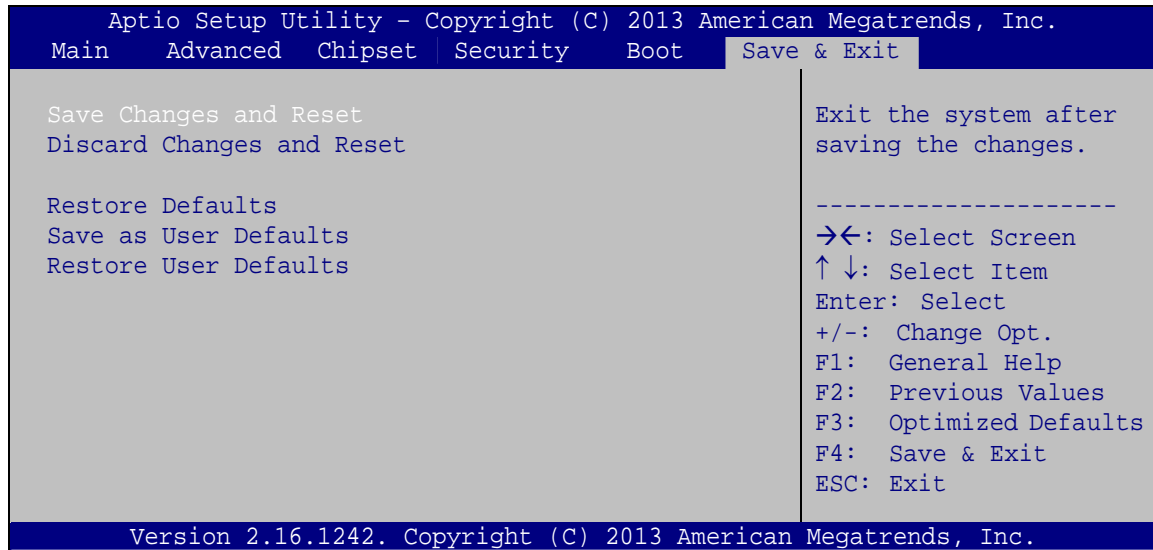 Aptio Setup Utility – Copyright (C) 2013 American Megatrends, Inc.
Main Advanced Chipset Security Boot Save & Exit
Save Changes and Reset
Discard Changes and Reset
Restore Defaults
Save as User Defaults
Restore User Defaults
Exit the system after
saving the changes.
---------------------
→←: Select Screen
↑ ↓: Select Item
Enter: Select
+/-: Change Opt.
F1: General Help
F2: Previous Values
F3: Optimized Defaults
F4: Save & Exit
ESC: Exit
Version 2.16.1242. Copyright (C) 2013 American Megatrends, Inc.